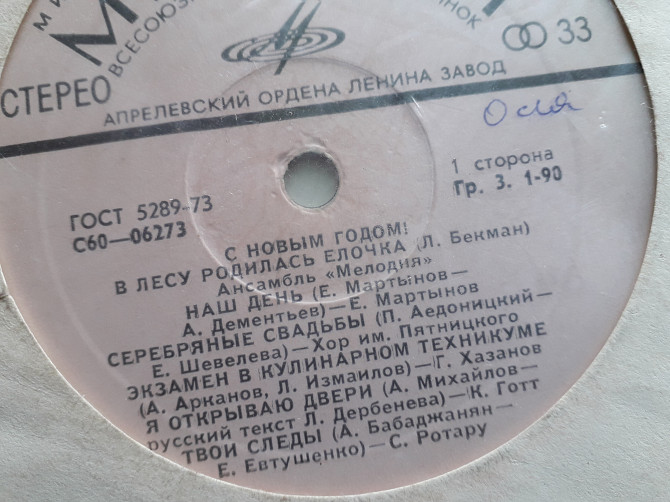 СТЕРЕО
33
АПРЕЛЕВСКИЙ ОРДЕНА ЛЕНИНА ЗАВОД
Оля
1 сторона
Гр. 3. 1-90
ГОСТ 5289-73
С60—06273
С НОВЫМ ГОДОМ!
В ЛЕСУ РОДИЛАСЬ ЕЛОЧКА (Л. Бекман)
Ансамбль «Мелодия»
НАШ ДЕНЬ (Е. Мартынов—
А. Дементьев)—Е. Мартынов
СЕРЕБРЯНЫЕ СВАДЬБЫ (П. Аедоницкий—
Е. Шевелева)—Хор им. Пятницкого
ЭКЗАМЕН В КУЛИНАРНОМ ТЕХНИКУМЕ
(А. Арканов, Л. Измаилов)—Г. Хазанов
Я ОТКРЫВАЮ ДВЕРИ (А. Михайлов—
русский текст Л. Дербенева)—К. Готт
ТВОИ СЛЕДЫ (А. Бабаджанян—
Е. Евтушенко)—С. Ротару